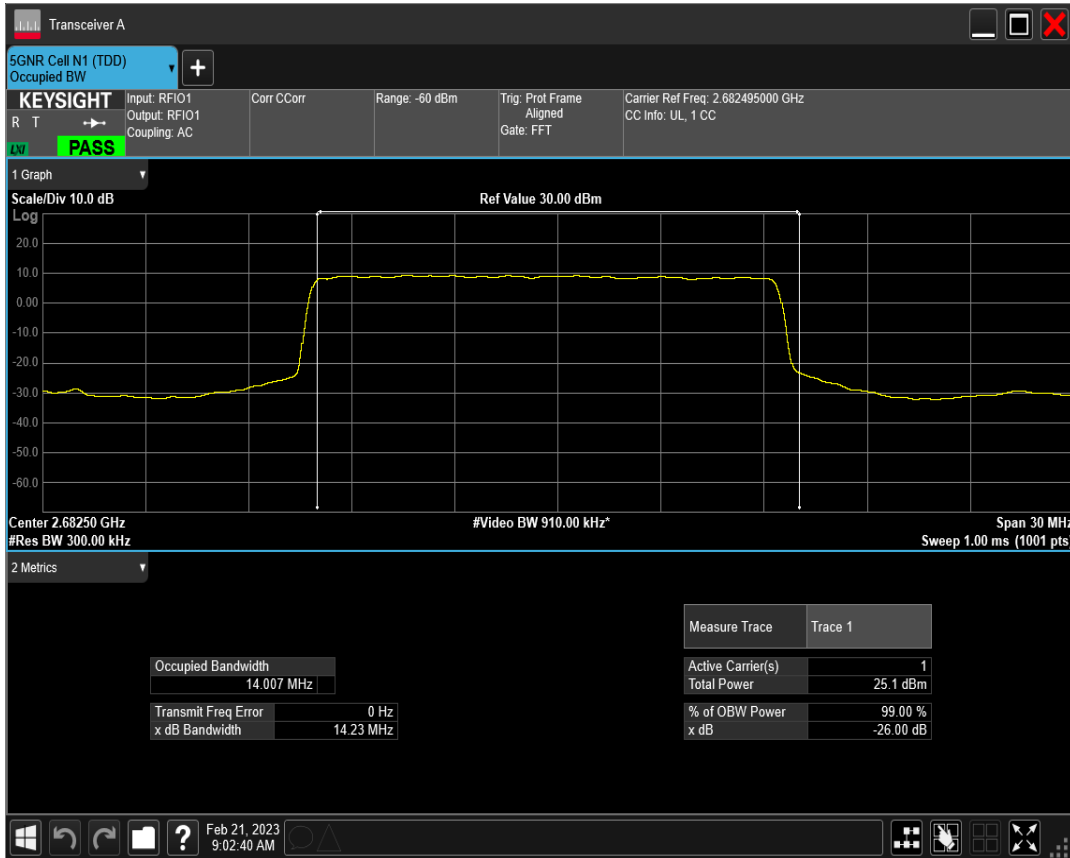 Transceiver A
5GNR Cell N1 (TDD)
Occupied BW
+
KEYSIGHT
R T
LXI
PASS
Input: RFIO1
Output: RFIO1
Coupling: AC
Corr CCorr
Range: -60 dBm
Trig: Prot Frame
Aligned
Gate: FFT
Carrier Ref Freq: 2.682495000 GHz
CC Info: UL, 1 CC
1 Graph
Scale/Div 10.0 dB
Ref Value 30.00 dBm
Log
20.0
10.0
0.00
-10.0
-20.0
-30.0
-40.0
-50.0
-60.0
Center 2.68250 GHz
#Video BW 910.00 kHz*
Span 30 MHz
#Res BW 300.00 kHz
Sweep 1.00 ms (1001 pts)
2 Metrics
Measure Trace Trace 1
Occupied Bandwidth
14.007 MHz
Active Carrier(s) 1
Total Power 25.1 dBm
Transmit Freq Error 0 Hz
x dB Bandwidth 14.23 MHz
% of OBW Power 99.00 %
x dB -26.00 dB
?
Feb 21, 2023
9:02:40 AM